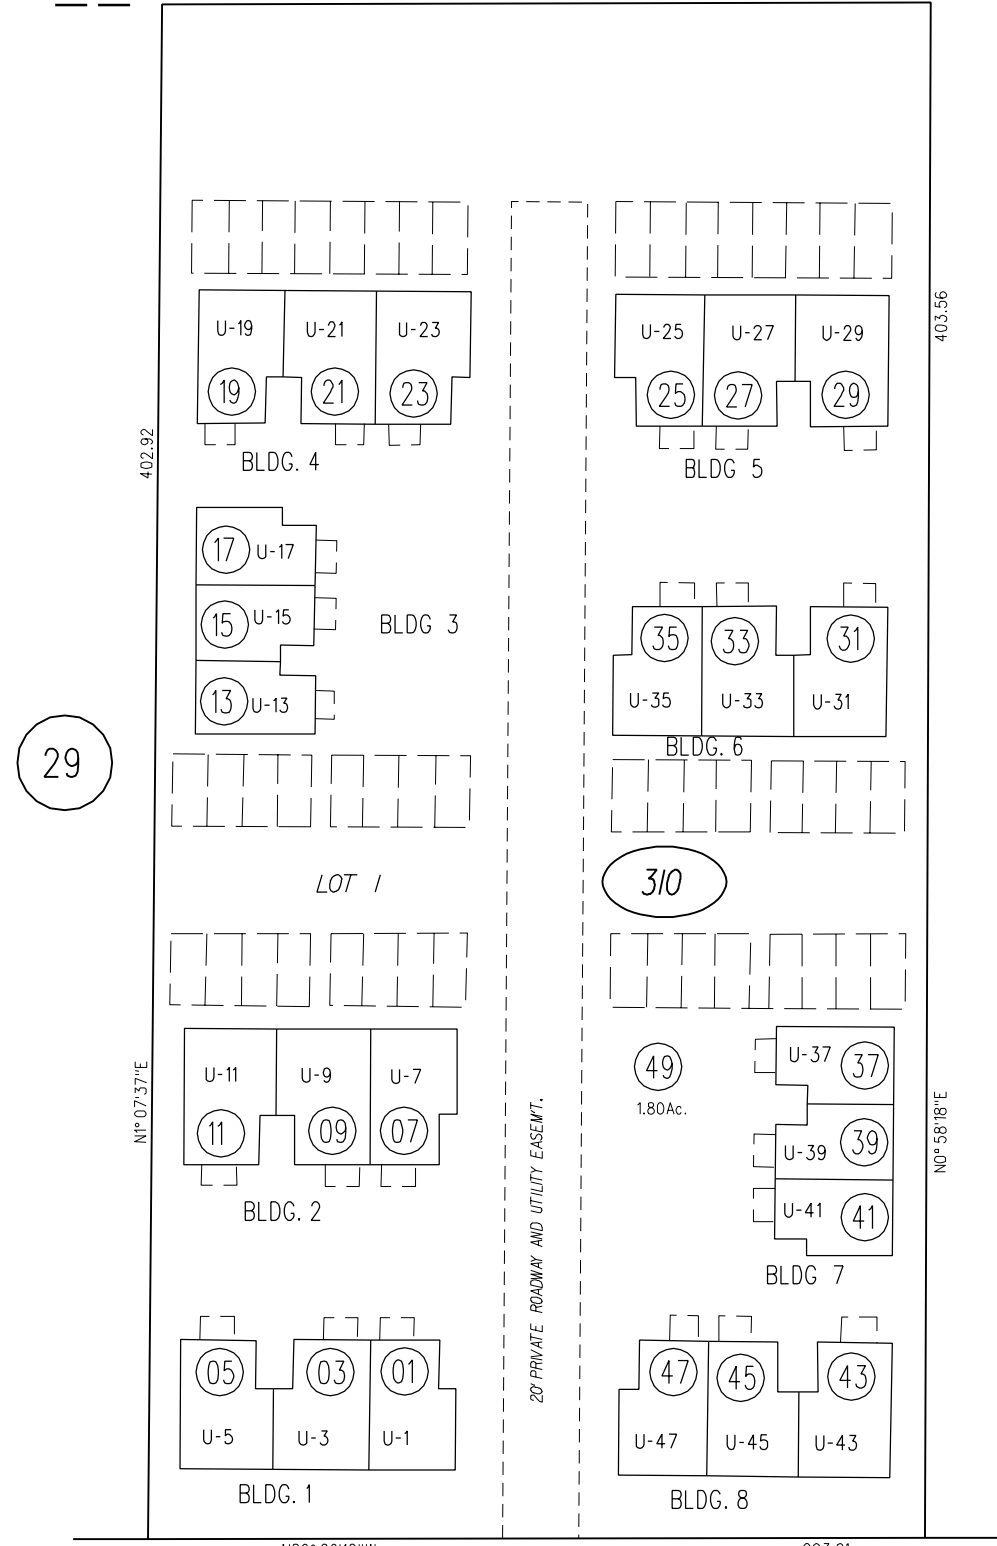 U-19 U-21 U-23
19 21 23
BLDG. 4
U-25 U-27 U-29
25 27 29
BLDG 5
403.56
402.92
17 U-17
15 U-15
13 U-13
BLDG 3
35 33 31
U-35 U-33 U-31
BLDG. 6
29
LOT 1
310
U-11 U-9 U-7
11 09 07
BLDG. 2
N1° 07'37"E
49
1.80Ac.
U-37 37
U-39 39
U-41 41
BLDG 7
N0° 58'18"E
20' PRIVATE ROADWAY AND UTILITY EASEM'T.
05 03 01
U-5 U-3 U-1
BLDG. 1
47 45 43
U-47 U-45 U-43
BLDG. 8